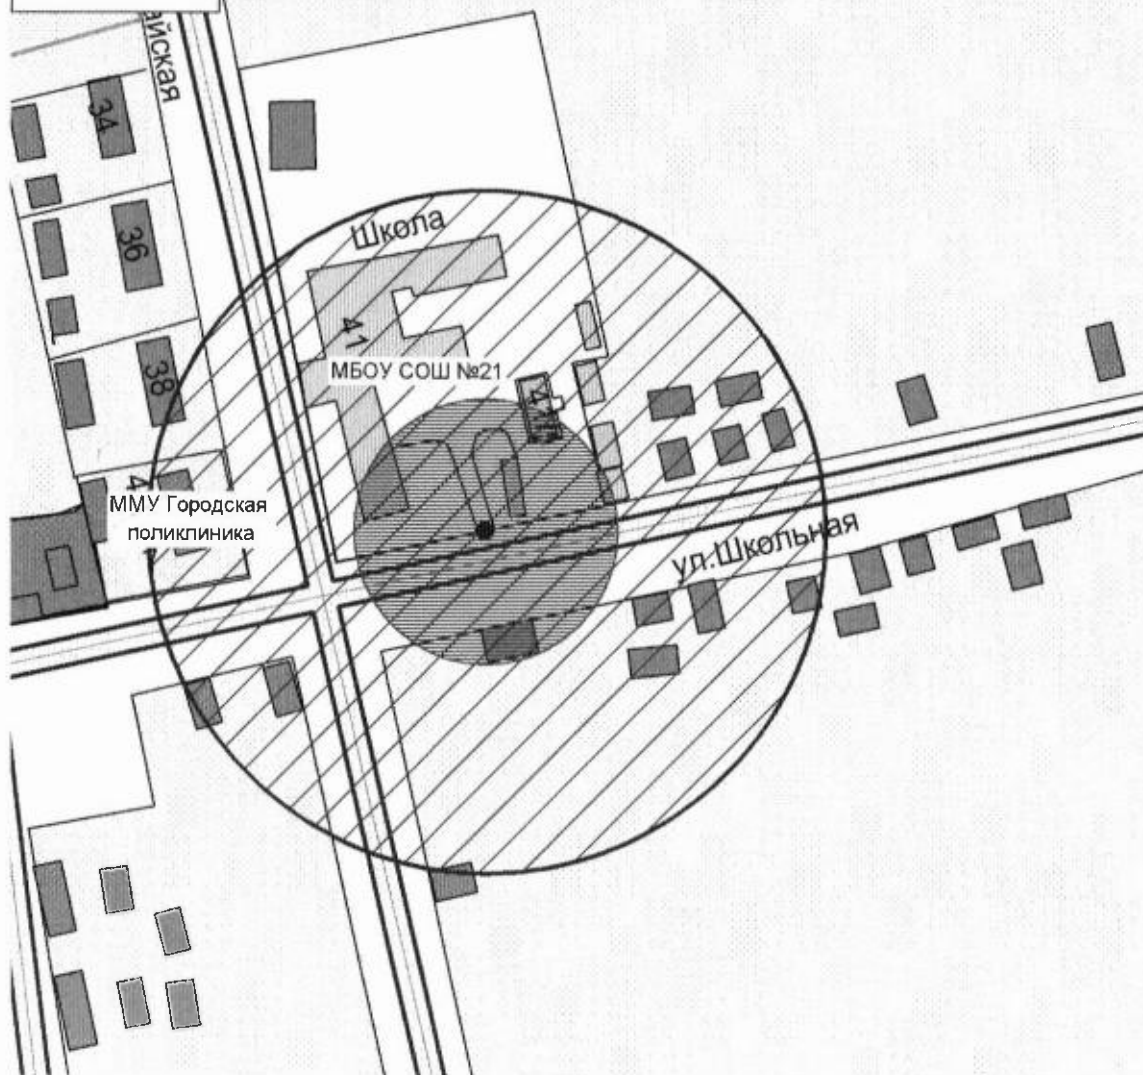 айская
34
36
Школа
41
38
МБОУ СОШ №21
4
ММУ Городская
поликлиника
ул.Школьная